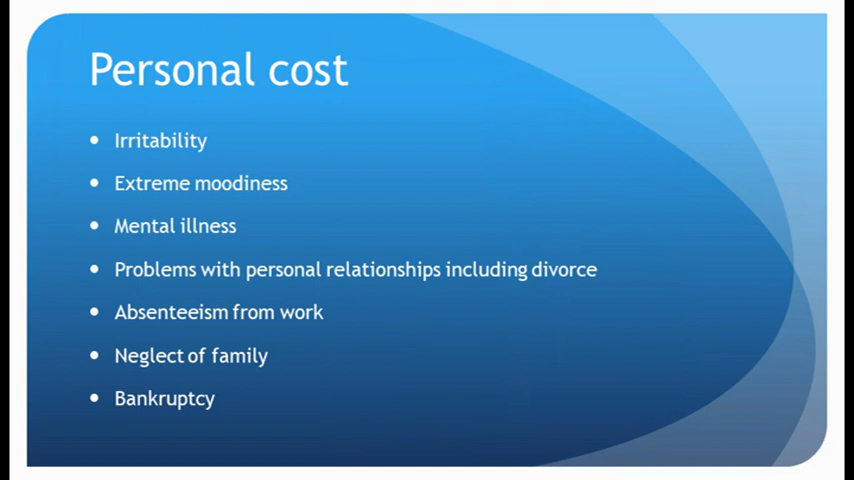 Personal cost
• Irritability
• Extreme moodiness
• Mental illness
• Problems with personal relationships including divorce
• Absenteeism from work
• Neglect of family
• Bankruptcy